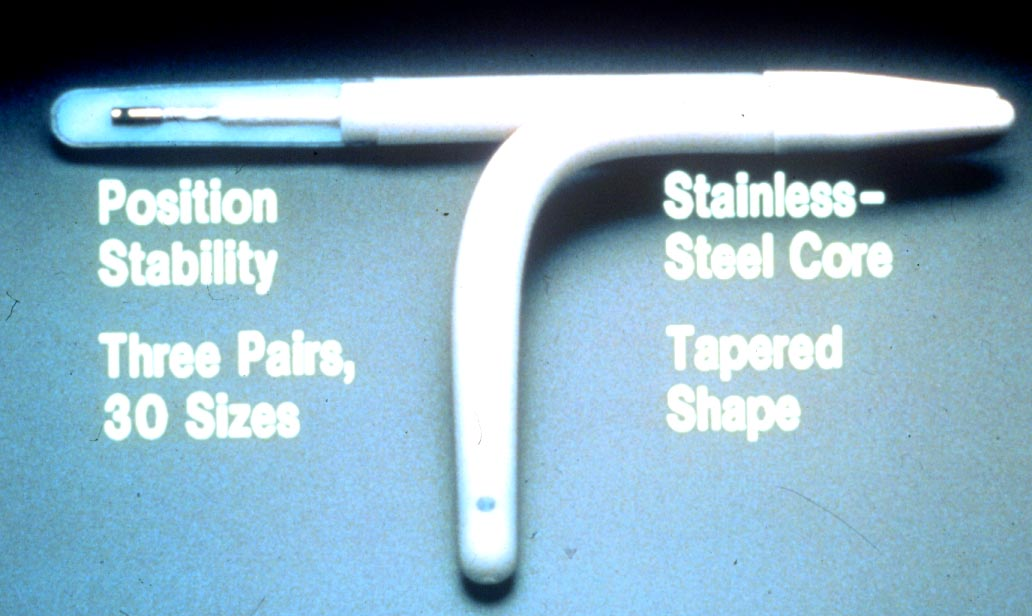 Position
Stability
Three Pairs,
30 Sizes
Stainless-
Steel Core
Tapered
Shape